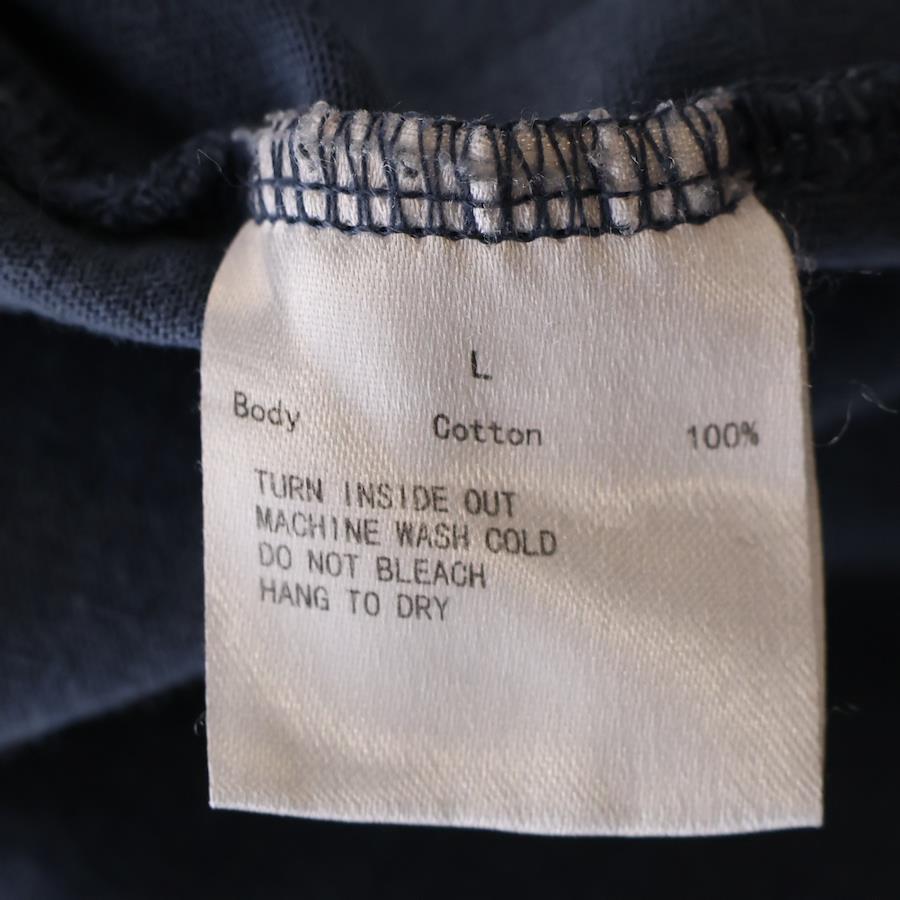 L
Body Cotton 100%
TURN INSIDE OUT
MACHINE WASH COLD
DO NOT BLEACH
HANG TO DRY